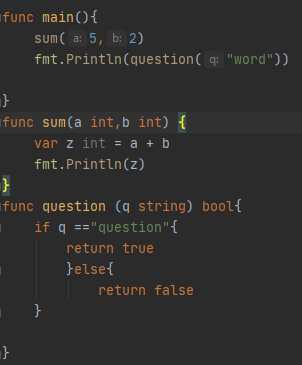 func main(){
    sum( a: 5, b: 2)
    fmt.Println(question( q: "word"))

}
func sum(a int,b int) {
    var z int = a + b
    fmt.Println(z)
}
func question (q string) bool{
    if q =="question"{
        return true
        }else{
            return false
    }

}